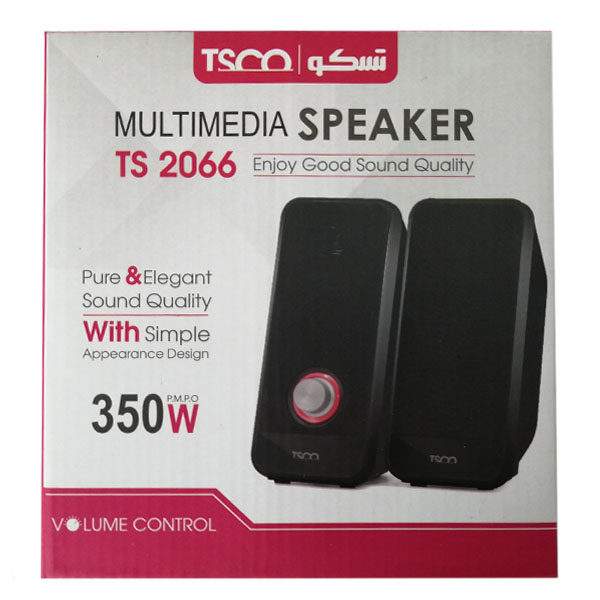 TSCO | تسکو
MULTIMEDIA SPEAKER
TS 2066 Enjoy Good Sound Quality
Pure & Elegant
Sound Quality
With Simple
Appearance Design
P.M.P.O
350W
TSCO
TSCO
VOLUME CONTROL